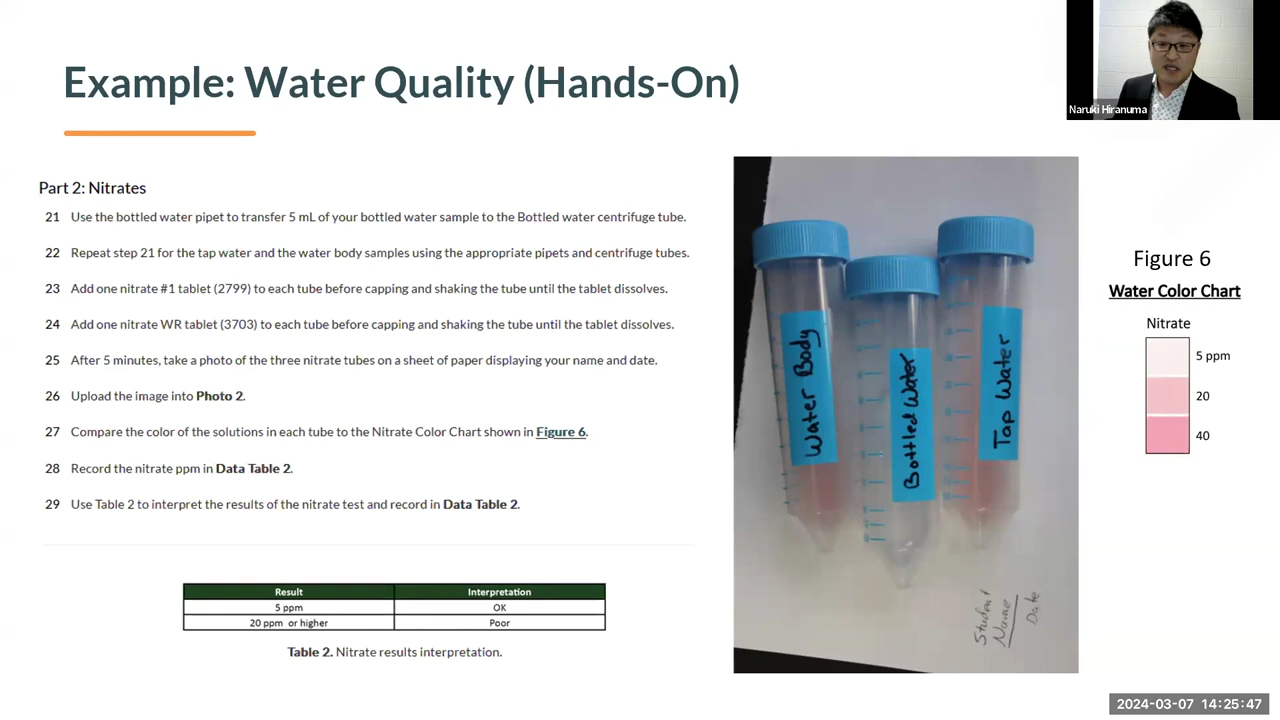 Example: Water Quality (Hands-On)
Naruki Hiranuma
Part 2: Nitrates
21 Use the bottled water pipet to transfer 5 mL of your bottled water sample to the Bottled water centrifuge tube.
22 Repeat step 21 for the tap water and the water body samples using the appropriate pipets and centrifuge tubes.
23 Add one nitrate #1 tablet (2799) to each tube before capping and shaking the tube until the tablet dissolves.
24 Add one nitrate WR tablet (3703) to each tube before capping and shaking the tube until the tablet dissolves.
25 After 5 minutes, take a photo of the three nitrate tubes on a sheet of paper displaying your name and date.
26 Upload the image into Photo 2.
27 Compare the color of the solutions in each tube to the Nitrate Color Chart shown in Figure 6.
28 Record the nitrate ppm in Data Table 2.
29 Use Table 2 to interpret the results of the nitrate test and record in Data Table 2.
Result Interpretation
5 ppm OK
20 ppm or higher Poor
Table 2. Nitrate results interpretation.
Water Body
Bottled Water
Tap Water
Student
Name
Date
Figure 6
Water Color Chart
Nitrate
5 ppm
20
40
2024-03-07 14:25:47